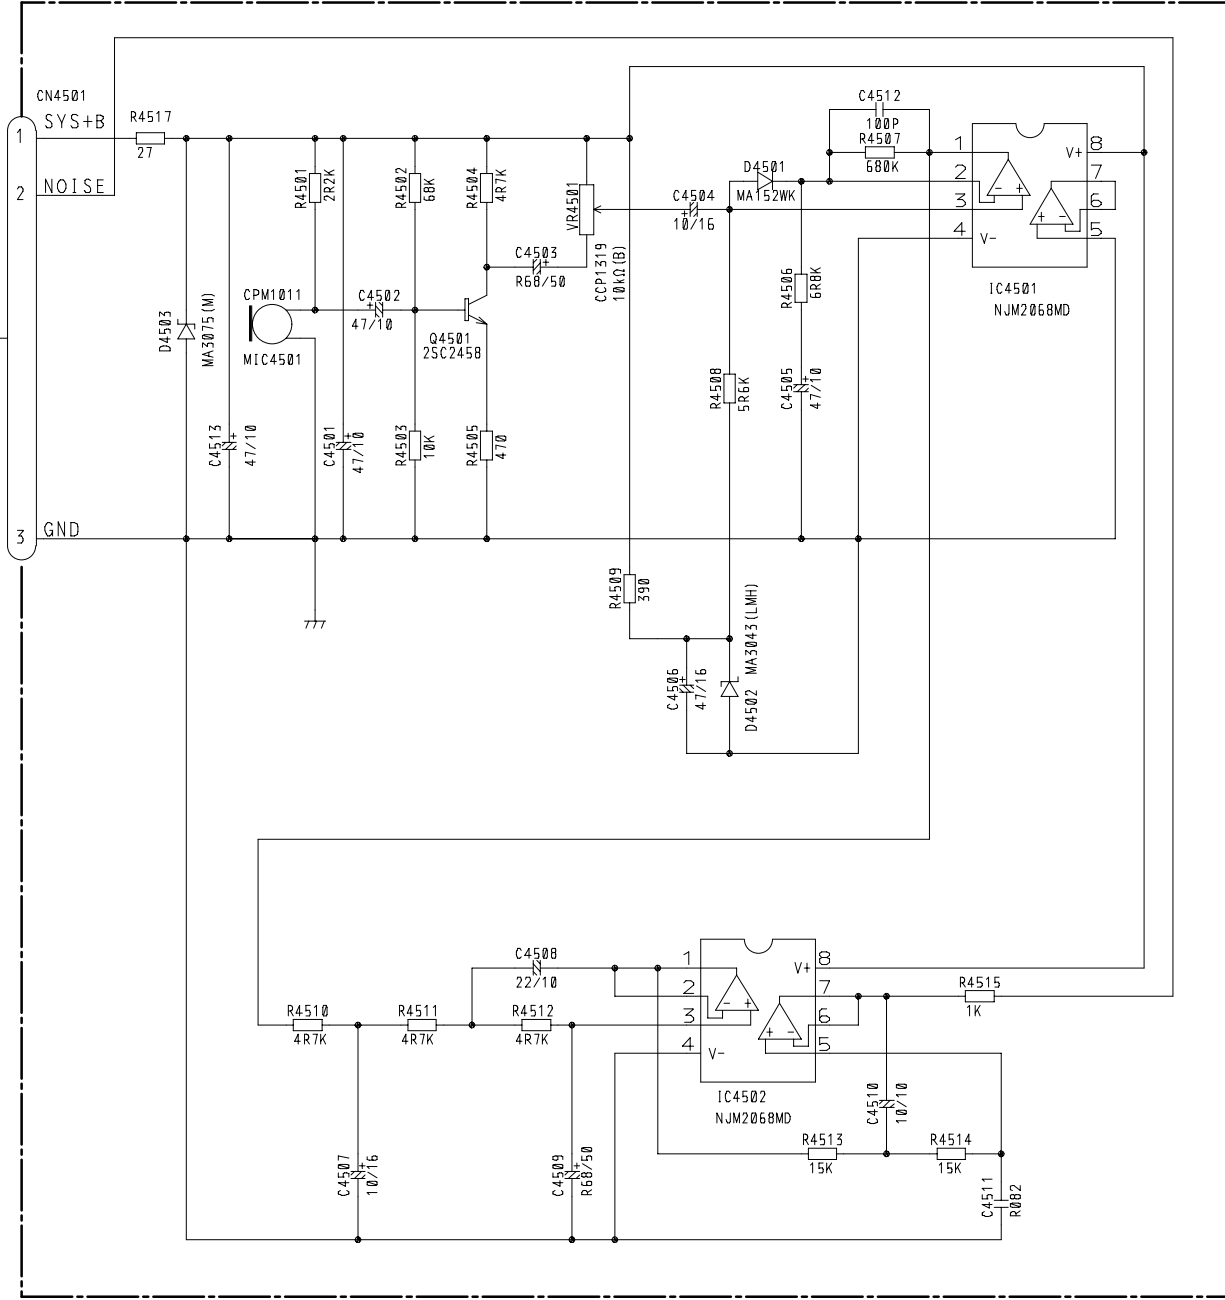 CN4501
1
SYS+B
R4517
27
2
NOISE
3
GND
D4503
MA3075(M)
C4513
47/10
CPM1011
MIC4501
R4501
2R2K
C4501
47/10
C4502
+
47/10
R4502
68K
R4503
10K
R4504
4R7K
R4505
470
Q4501
2SC2458
C4503
+
R68/50
VR4501
CCP1319
10kΩ(B)
C4504
+
10/16
D4501
MA152WK
C4512
100P
R4507
680K
R4506
6R8K
C4505
47/10
R4508
5R6K
R4509
390
C4506
47/16
D4502 MA3043(LMH)
1
2
3
4
V+
V-
8
7
6
5
IC4501
NJM2068MD
R4510
4R7K
R4511
4R7K
C4508
22/10
R4512
4R7K
C4507
10/16
C4509
R68/50
1
2
3
4
V+
V-
8
7
6
5
IC4502
NJM2068MD
R4515
1K
C4510
10/10
R4513
15K
R4514
15K
C4511
R082